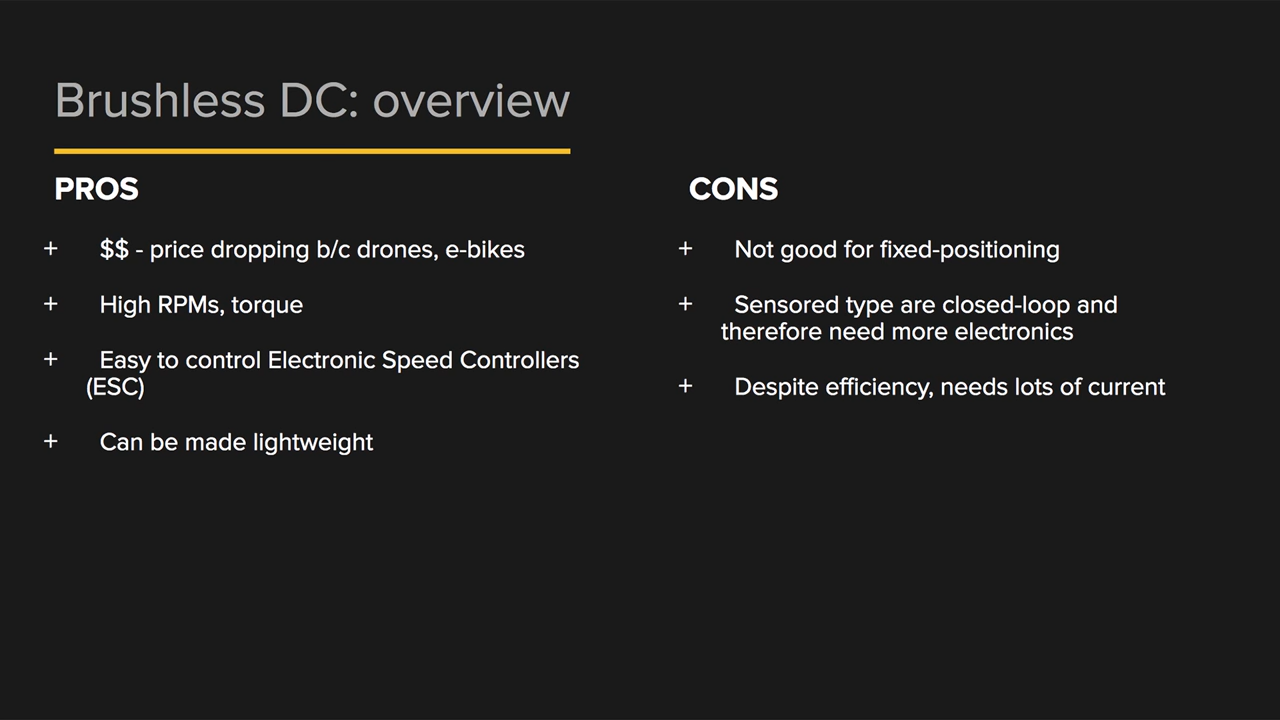 Brushless DC: overview
PROS
+ $$ - price dropping b/c drones, e-bikes
+ High RPMs, torque
+ Easy to control Electronic Speed Controllers
(ESC)
+ Can be made lightweight
CONS
+ Not good for fixed-positioning
+ Sensored type are closed-loop and
therefore need more electronics
+ Despite efficiency, needs lots of current